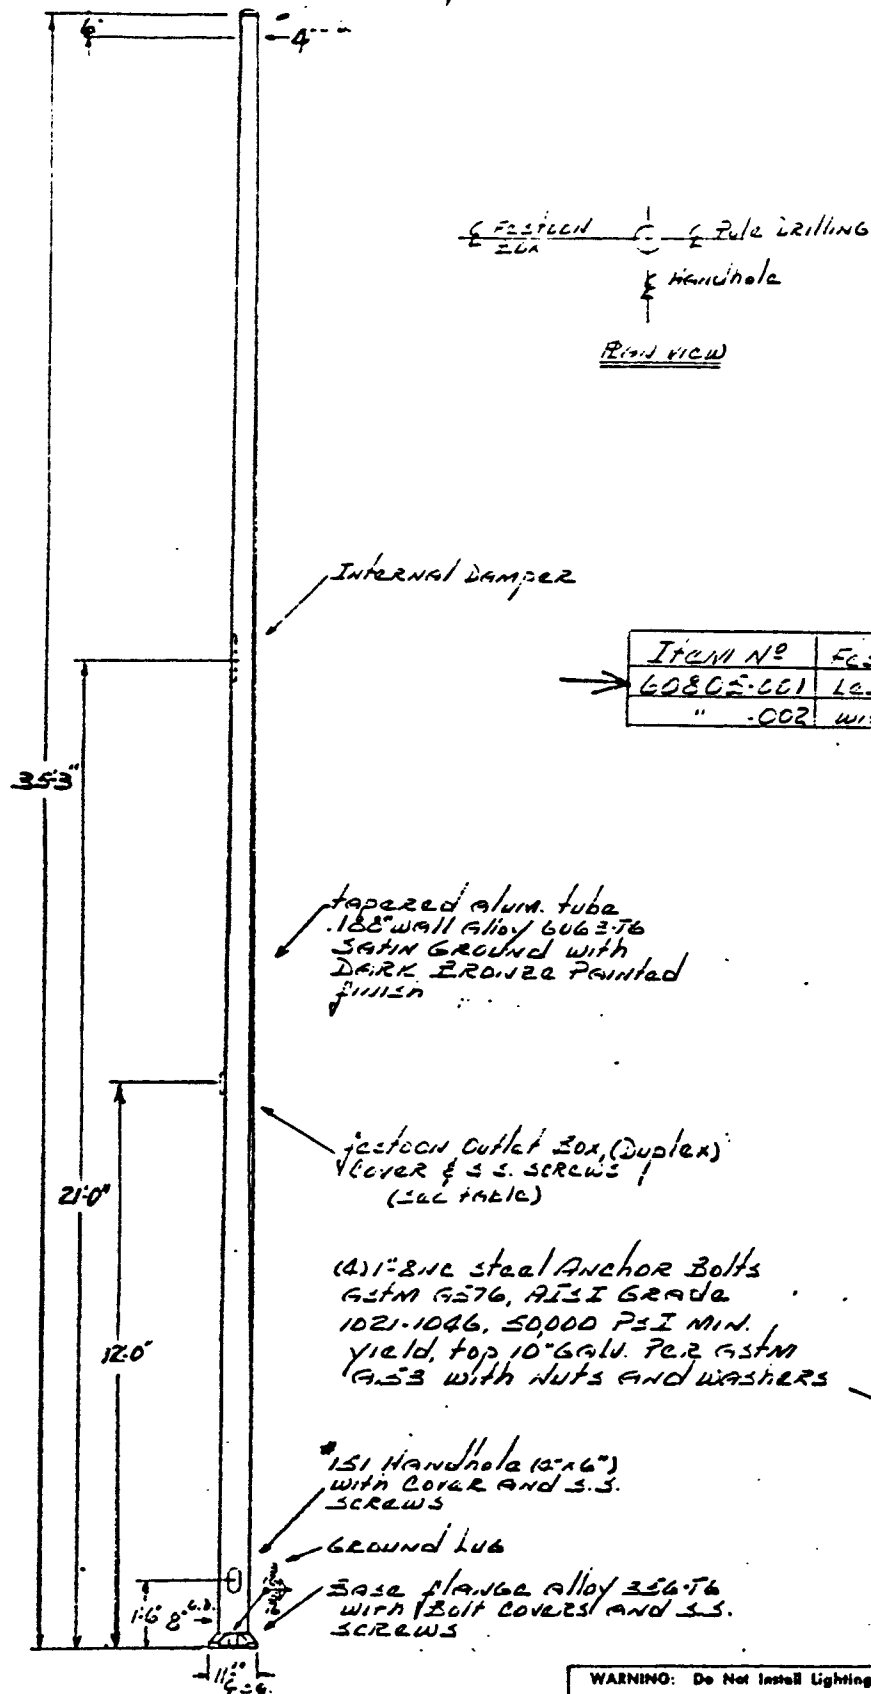 6"
4"
℄ Festoon
Box
℄ Pole Drilling
℄ Handhole
Plan View
Internal Damper
Item Nº
60805-001
" -.002
35'3"
tapered alum. tube
.188" wall alloy 6063-T6
Satin Ground with
Dark Bronze Painted
finish
festoon Outlet Box, (Duplex)
Cover & S.S. Screws
(see table)
21'-0"
(4) 1"-8NC steel Anchor Bolts
ASTM A576, AISI Grade
1021-1046, 50,000 PSI Min.
yield, top 10" Galv. Per ASTM
A53 with Nuts and Washers
12'-0"
#151 Handhole (2"x6")
with Cover and S.S.
Screws
Ground Lug
Base flange alloy 356-T6
with Bolt Covers and S.S.
Screws
1'-6"
8" O.D.
WARNING: Do Not Install Lighting